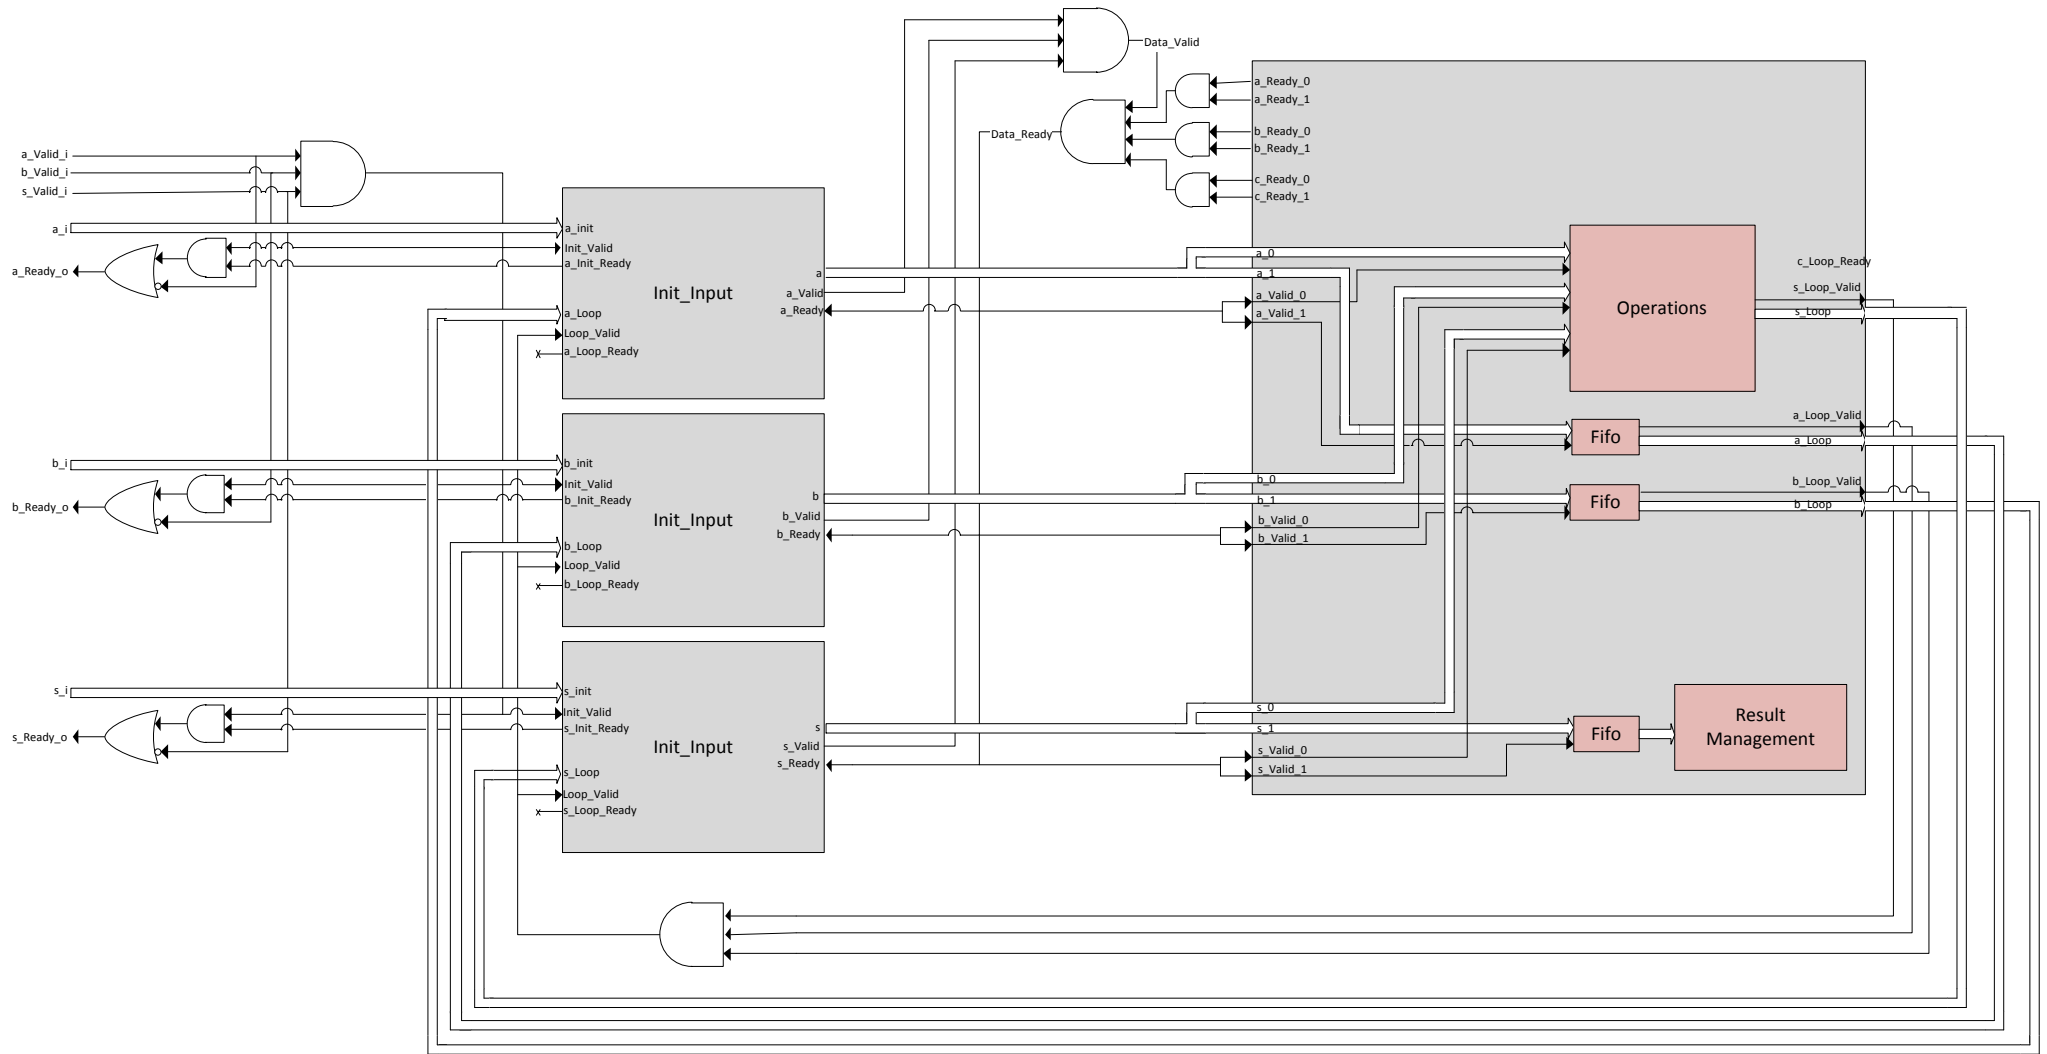 Data_Valid
a_Ready_0
a_Ready_1
b_Ready_0
b_Ready_1
c_Ready_0
c_Ready_1
Data_Ready
a_Valid_i
b_Valid_i
s_Valid_i
a_i
a_Ready_o
a_init
Init_Valid
a_Init_Ready
Init_Input
a
a_Valid
a_Ready
a_Loop
Loop_Valid
a_Loop_Ready
a_0
a_1
a_Valid_0
a_Valid_1
Operations
c_Loop_Ready
s_Loop_Valid
s_Loop
Fifo
a_Loop_Valid
a_Loop
b_i
b_Ready_o
b_init
Init_Valid
b_Init_Ready
Init_Input
b
b_Valid
b_Ready
b_Loop
Loop_Valid
b_Loop_Ready
b_0
b_1
b_Valid_0
b_Valid_1
Fifo
b_Loop_Valid
b_Loop
s_i
s_Ready_o
s_init
Init_Valid
s_Init_Ready
Init_Input
s
s_Valid
s_Ready
s_Loop
Loop_Valid
s_Loop_Ready
s_0
s_1
s_Valid_0
s_Valid_1
Fifo
Result
Management